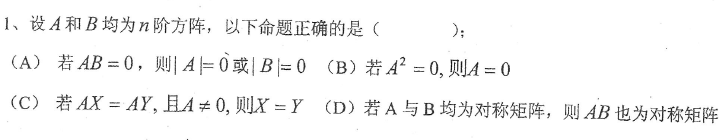 1、设A和B均为n阶方阵，以下命题正确的是（ ）；
（A） 若AB=0，则|A|=0或|B|=0 （B）若A²=0,则A=0
（C） 若AX=AY,且A≠0,则X=Y （D）若A与B均为对称矩阵，则AB也为对称矩阵